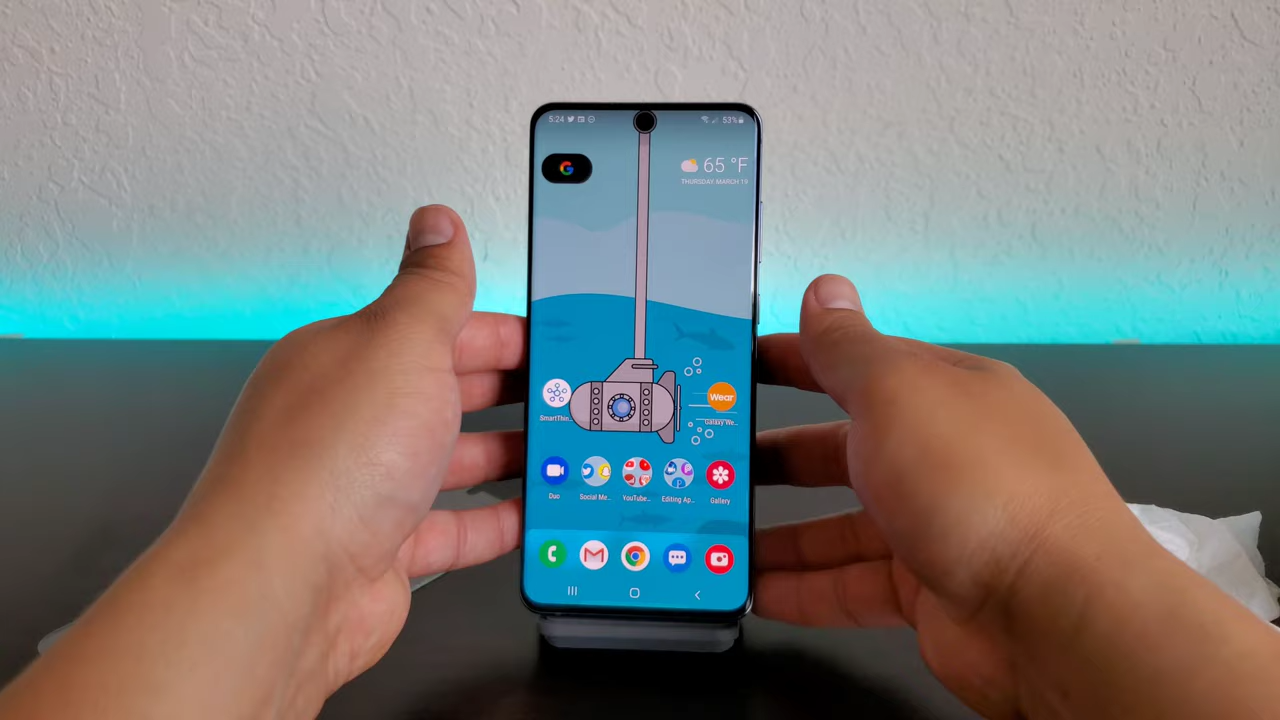 5:24 53%
G
65 °F
THURSDAY, MARCH 19
Wear
SmartThin... Galaxy We...
Duo Social Me... YouTube... Editing Ap... Gallery